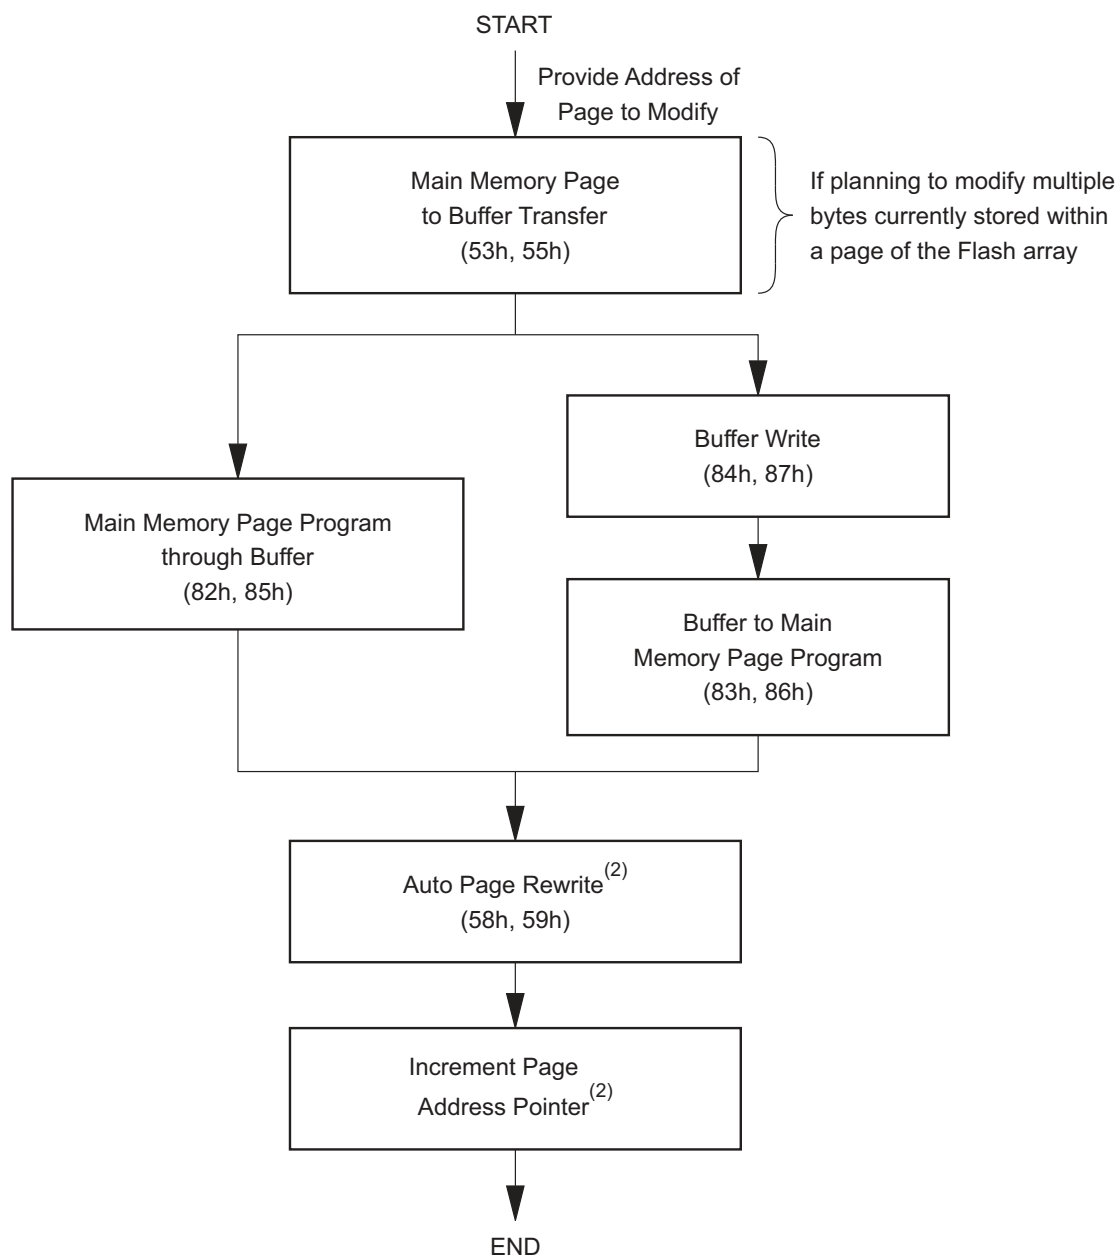 START
Provide Address of
Page to Modify
Main Memory Page
to Buffer Transfer
(53h, 55h)
If planning to modify multiple
bytes currently stored within
a page of the Flash array
Main Memory Page Program
through Buffer
(82h, 85h)
Buffer Write
(84h, 87h)
Buffer to Main
Memory Page Program
(83h, 86h)
Auto Page Rewrite(2)
(58h, 59h)
Increment Page
Address Pointer(2)
END